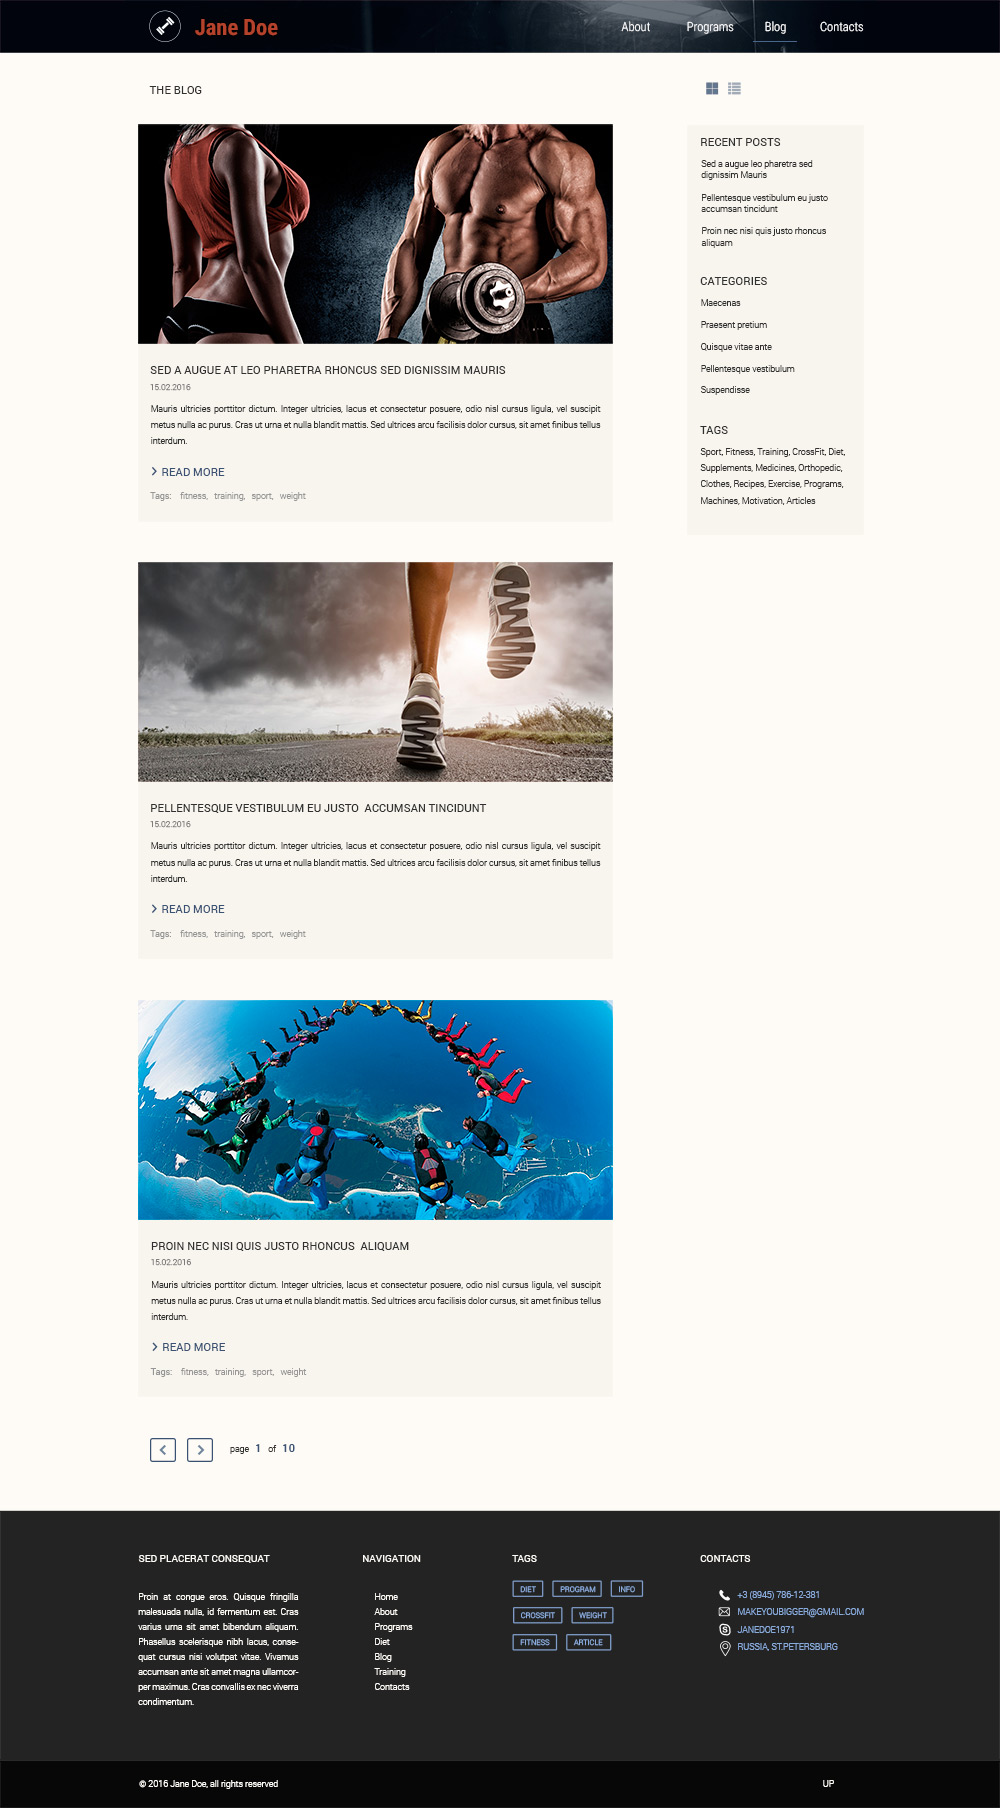 Jane Doe
About Programs Blog Contacts
THE BLOG
SED A AUGUE AT LEO PHARETRA RHONCUS SED DIGNISSIM MAURIS
15.02.2016
Mauris ultricies porttitor dictum. Integer ultricies, lacus et consectetur posuere, odio nisl cursus ligula, vel suscipit
metus nulla ac purus. Cras ut urna et nulla blandit mattis. Sed ultrices arcu facilisis dolor cursus, sit amet finibus tellus
interdum.
READ MORE
Tags: fitness, training, sport, weight
PELLENTESQUE VESTIBULUM EU JUSTO ACCUMSAN TINCIDUNT
15.02.2016
Mauris ultricies porttitor dictum. Integer ultricies, lacus et consectetur posuere, odio nisl cursus ligula, vel suscipit
metus nulla ac purus. Cras ut urna et nulla blandit mattis. Sed ultrices arcu facilisis dolor cursus, sit amet finibus tellus
interdum.
READ MORE
Tags: fitness, training, sport, weight
PROIN NEC NISI QUIS JUSTO RHONCUS ALIQUAM
15.02.2016
Mauris ultricies porttitor dictum. Integer ultricies, lacus et consectetur posuere, odio nisl cursus ligula, vel suscipit
metus nulla ac purus. Cras ut urna et nulla blandit mattis. Sed ultrices arcu facilisis dolor cursus, sit amet finibus tellus
interdum.
READ MORE
Tags: fitness, training, sport, weight
page 1 of 10
RECENT POSTS
Sed a augue leo pharetra sed
dignissim Mauris
Pellentesque vestibulum eu justo
accumsan tincidunt
Proin nec nisi quis justo rhoncus
aliquam
CATEGORIES
Maecenas
Praesent pretium
Quisque vitae ante
Pellentesque vestibulum
Suspendisse
TAGS
Sport, Fitness, Training, CrossFit, Diet,
Supplements, Medicines, Orthopedic,
Clothes, Recipes, Exercise, Programs,
Machines, Motivation, Articles
SED PLACERAT CONSEQUAT
Proin at congue eros. Quisque fringilla
malesuada nulla, id fermentum est. Cras
varius urna sit amet bibendum aliquam.
Phasellus scelerisque nibh lacus, conse-
quat cursus nisi volutpat vitae. Vivamus
accumsan ante sit amet magna ullamcor-
per maximus. Cras convallis ex nec viverra
condimentum.
NAVIGATION
Home
About
Programs
Diet
Blog
Training
Contacts
TAGS
DIET PROGRAM INFO
CROSSFIT WEIGHT
FITNESS ARTICLE
CONTACTS
+3 (8945) 786-12-381
MAKEYOUBIGGER@GMAIL.COM
JANEDOE1971
RUSSIA, ST.PETERSBURG
© 2016 Jane Doe, all rights reserved
UP